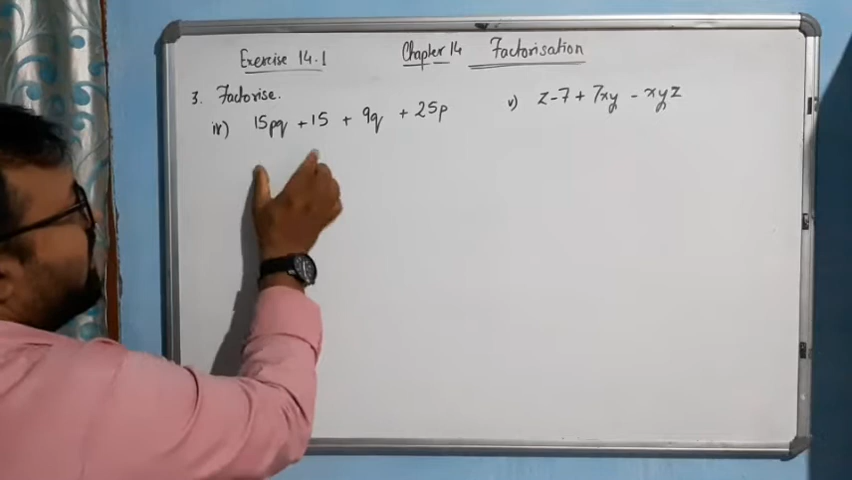 Exercise 14.1 Chapter 14 Factorisation
3. Factorise.
iv) 15pq + 15 + 9q + 25p v) z - 7 + 7xy - xyz